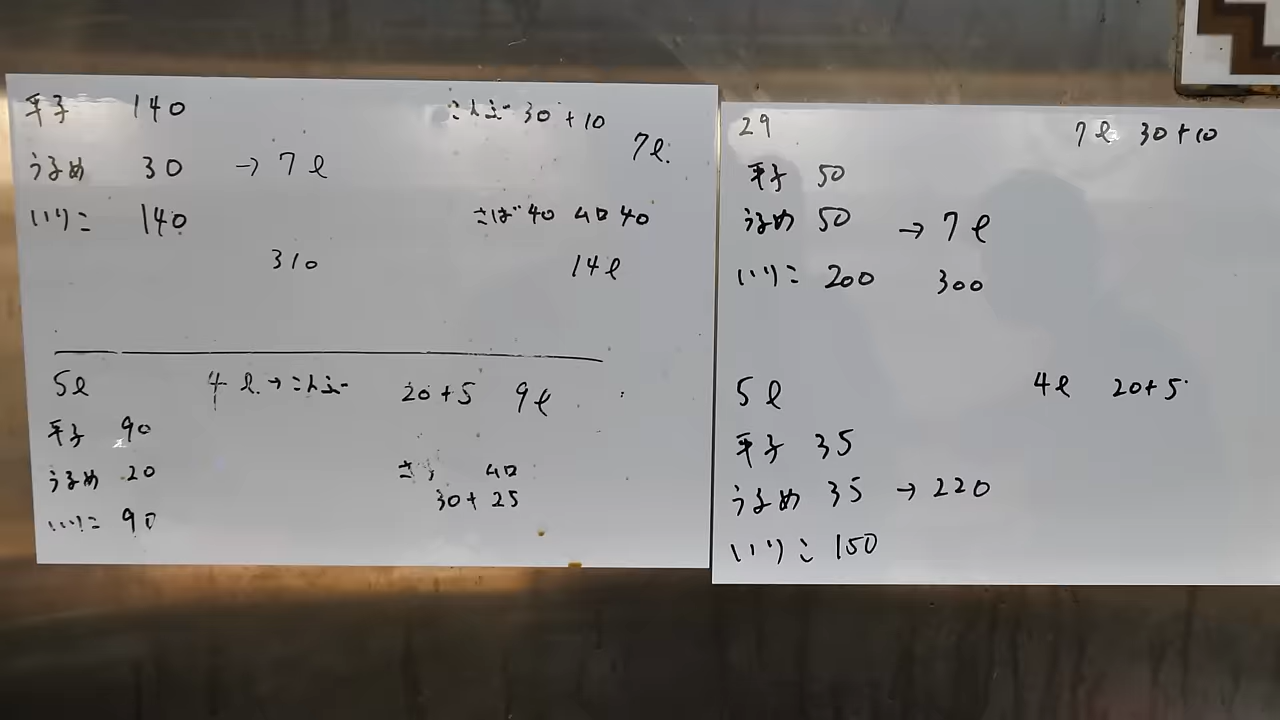 平子 140
うるめ 30 → 7ℓ
いりこ 140
310
こんぶ 30+10
7ℓ.
さば 40 ムロ 40
14ℓ
5ℓ 4ℓ.→こんぶ 20+5 9ℓ
平子 90
うるめ 20
いりこ 90
ムロ
30+25
29
平子 50
うるめ 50 → 7ℓ
いりこ 200 300
7ℓ 30+10
5ℓ
平子 35
うるめ 35 → 220
いりこ 150
4ℓ 20+5